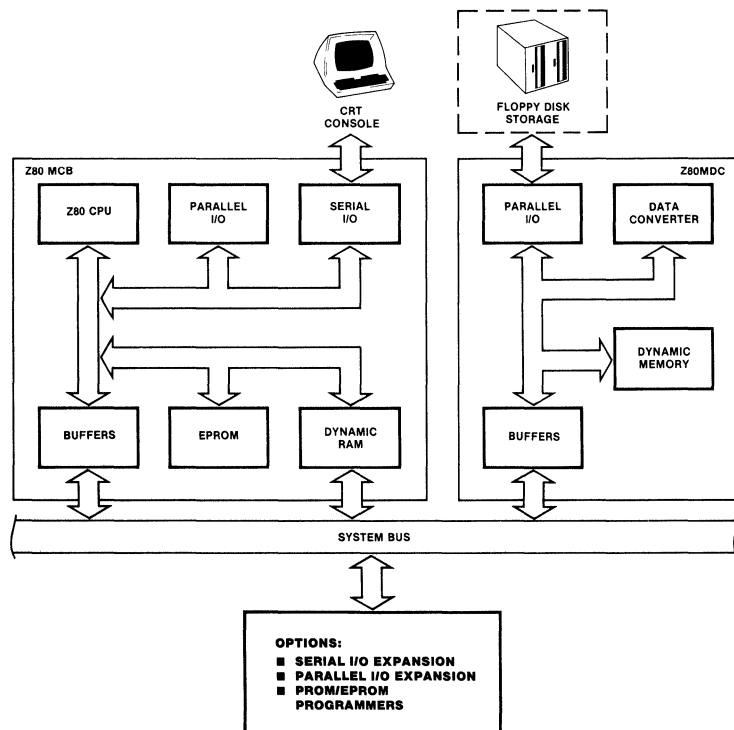 CRT
CONSOLE
FLOPPY DISK
STORAGE
Z80 MCB
Z80 CPU
PARALLEL
I/O
SERIAL
I/O
BUFFERS
EPROM
DYNAMIC
RAM
Z80MDC
PARALLEL
I/O
DATA
CONVERTER
DYNAMIC
MEMORY
BUFFERS
SYSTEM BUS
OPTIONS:
■ SERIAL I/O EXPANSION
■ PARALLEL I/O EXPANSION
■ PROM/EPROM
PROGRAMMERS